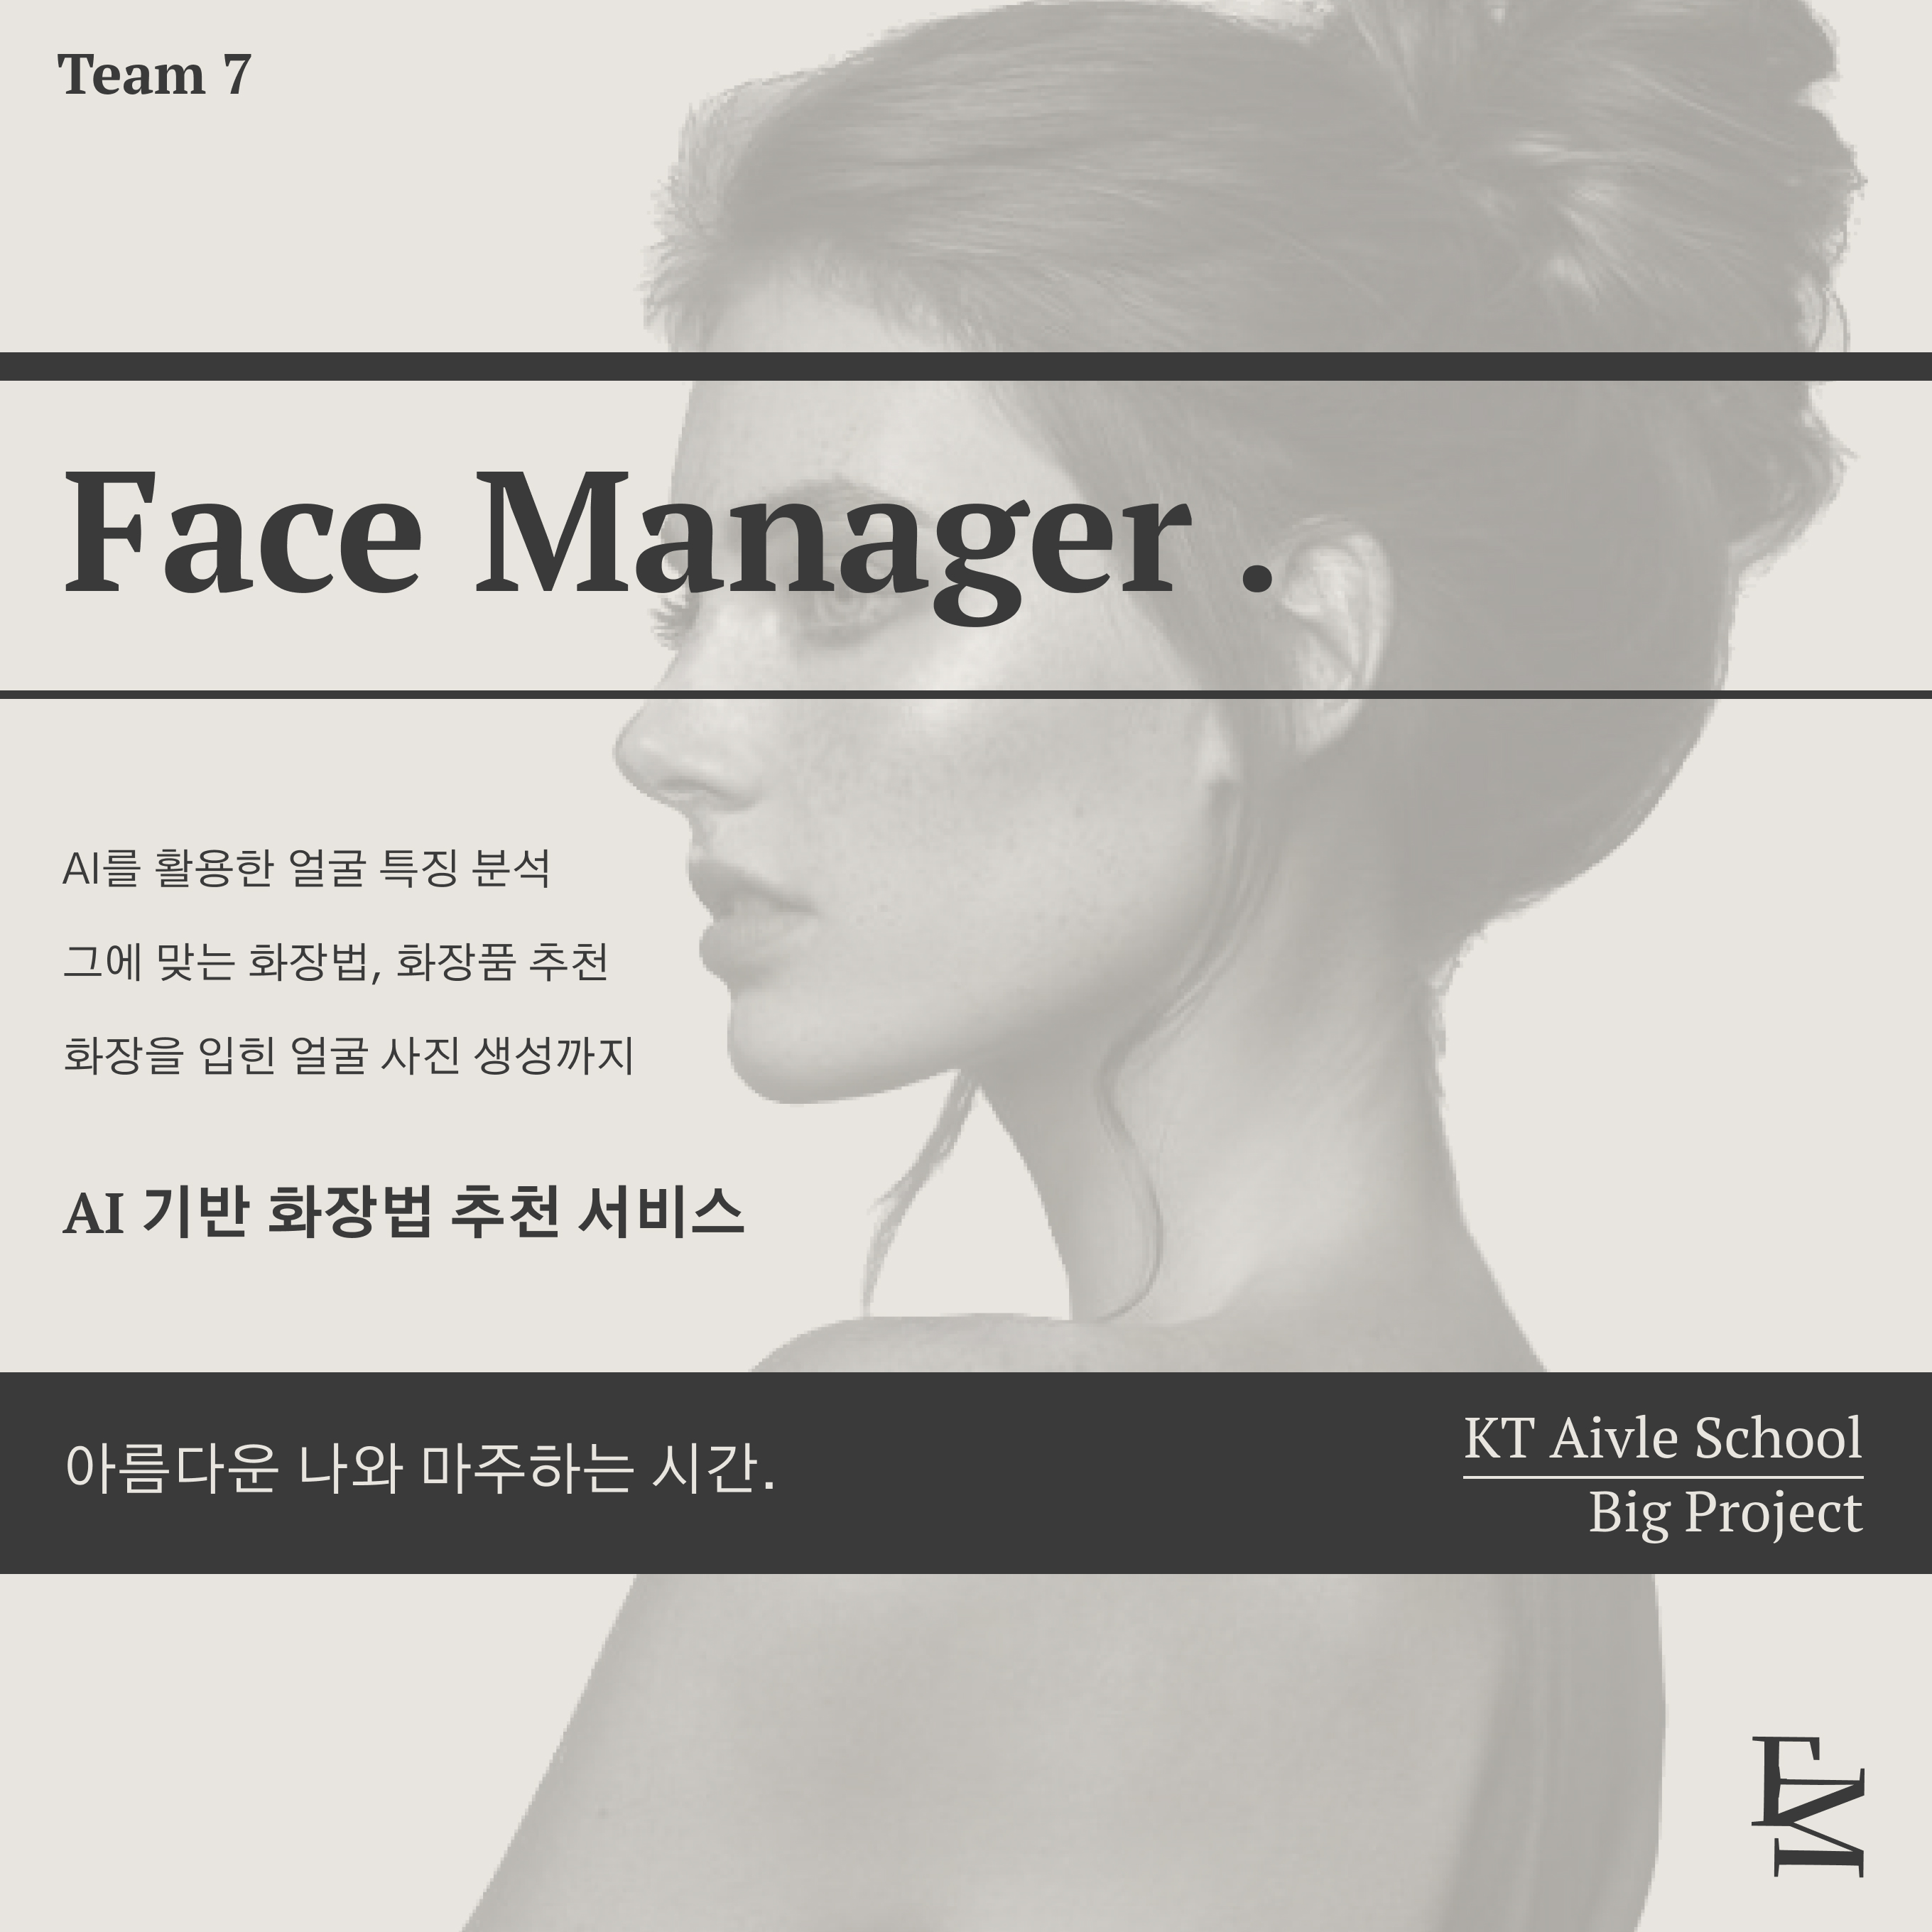 Team 7
Face Manager .
AI를 활용한 얼굴 특징 분석
그에 맞는 화장법, 화장품 추천
화장을 입힌 얼굴 사진 생성까지
AI 기반 화장법 추천 서비스
아름다운 나와 마주하는 시간.
KT Aivle School
Big Project
FM